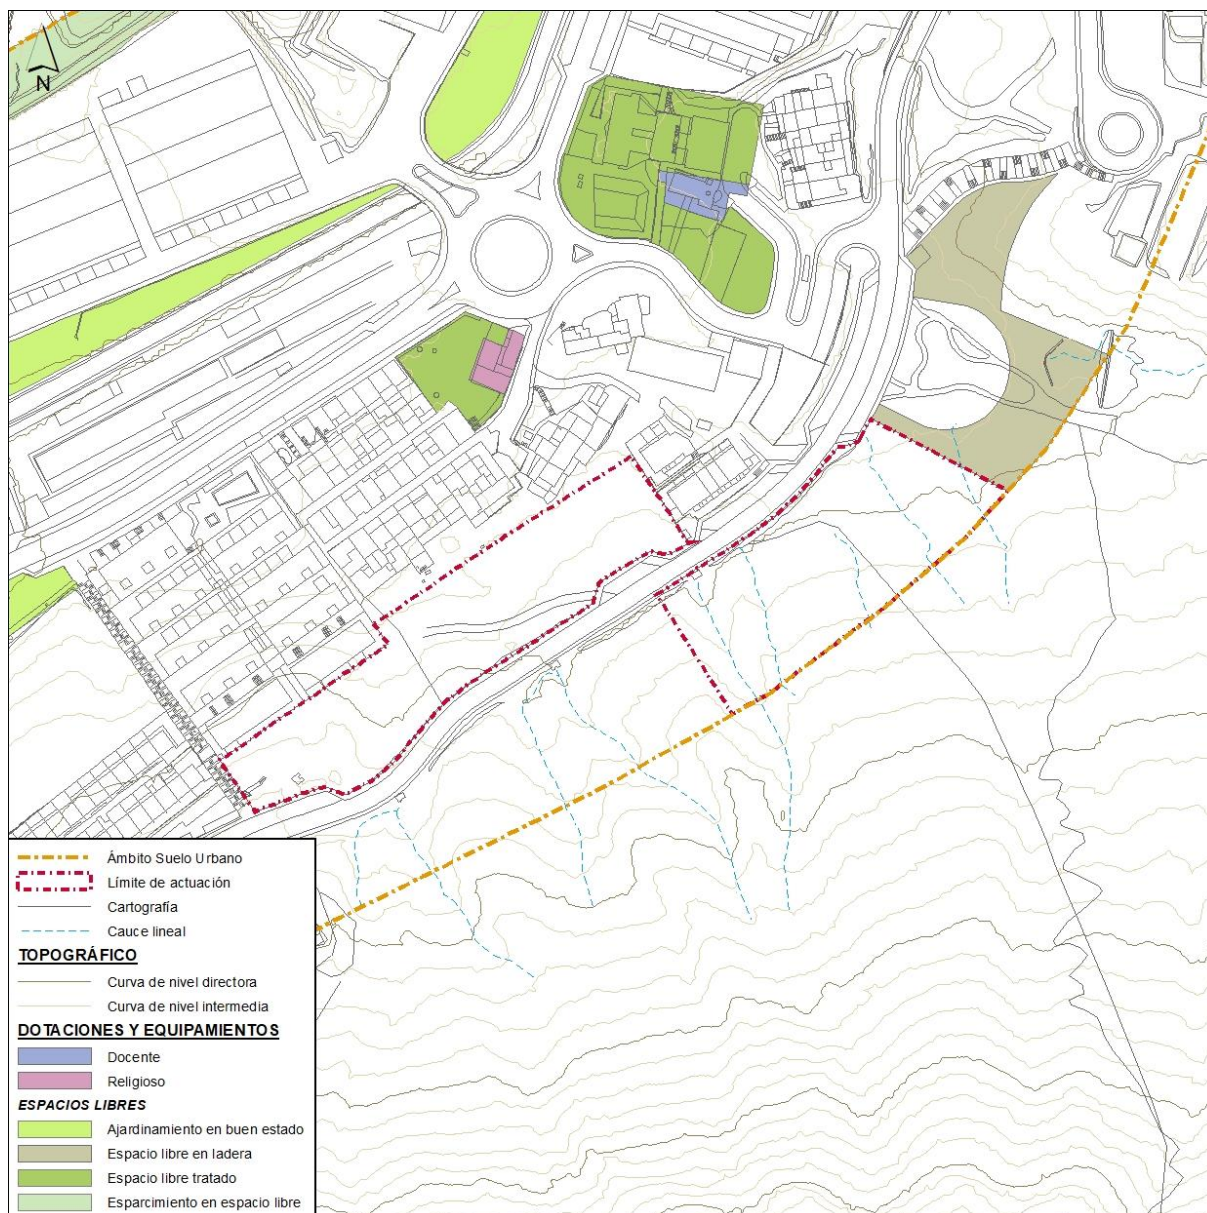 N
Ámbito Suelo Urbano
Límite de actuación
Cartografía
Cauce lineal
TOPOGRÁFICO
Curva de nivel directora
Curva de nivel intermedia
DOTACIONES Y EQUIPAMIENTOS
Docente
Religioso
ESPACIOS LIBRES
Ajardinamiento en buen estado
Espacio libre en ladera
Espacio libre tratado
Esparcimiento en espacio libre